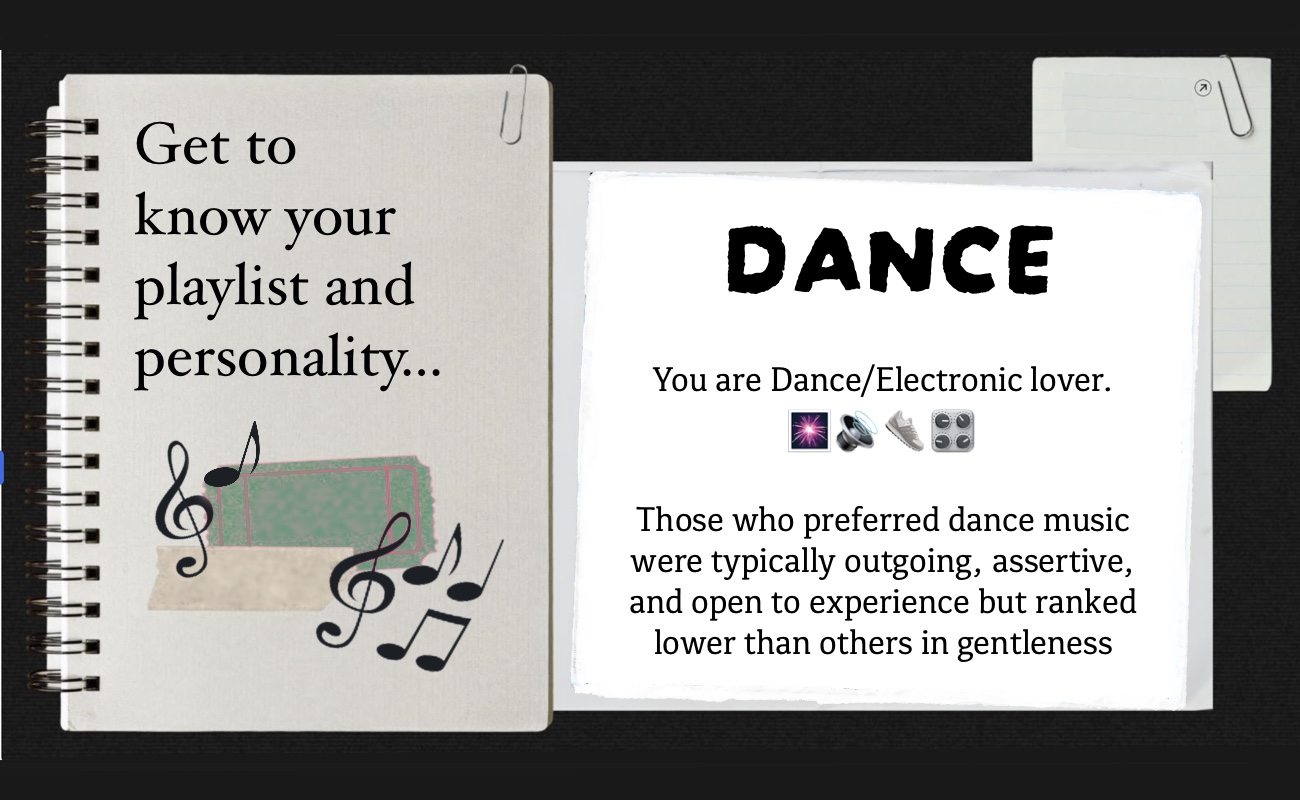 Get to
know your
playlist and
personality...
DANCE
You are Dance/Electronic lover.
Those who preferred dance music
were typically outgoing, assertive,
and open to experience but ranked
lower than others in gentleness